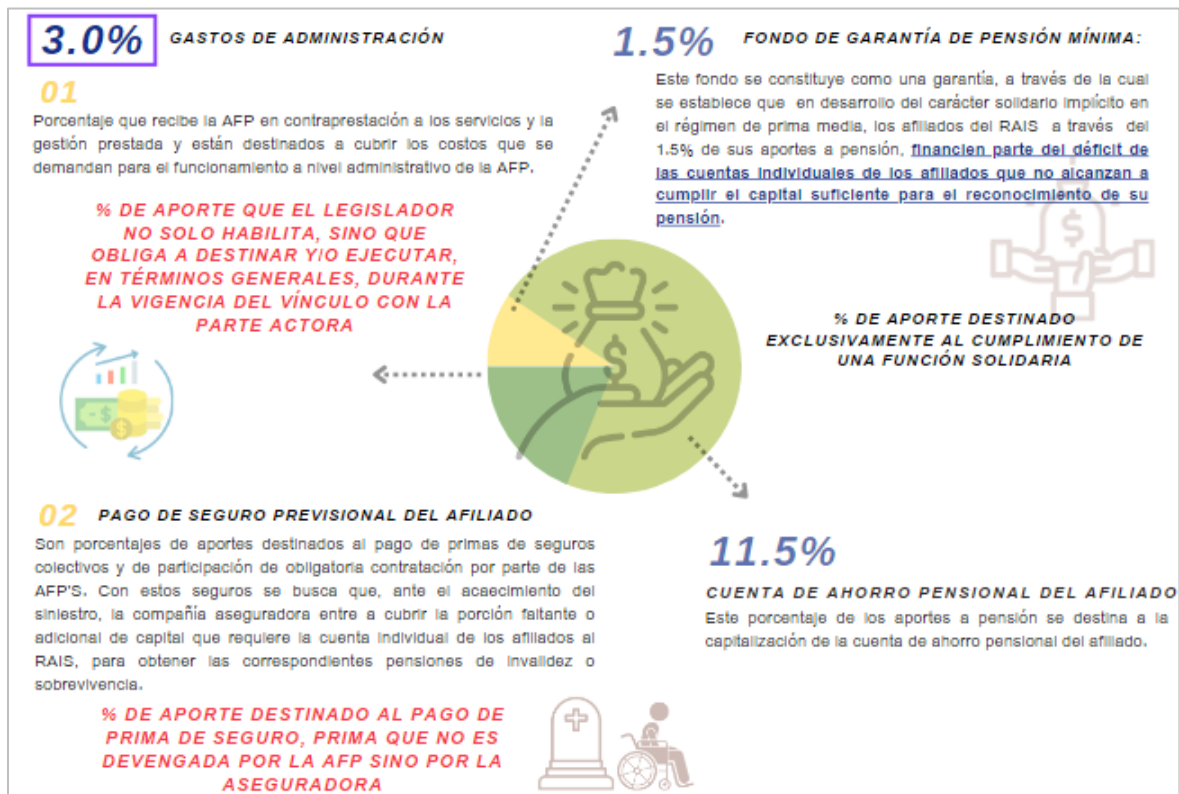 3.0% GASTOS DE ADMINISTRACIÓN
01
Porcentaje que recibe la AFP en contraprestación a los servicios y la
gestión prestada y están destinados a cubrir los costos que se
demandan para el funcionamiento a nivel administrativo de la AFP.
% DE APORTE QUE EL LEGISLADOR
NO SOLO HABILITA, SINO QUE
OBLIGA A DESTINAR Y/O EJECUTAR,
EN TÉRMINOS GENERALES, DURANTE
LA VIGENCIA DEL VÍNCULO CON LA
PARTE ACTORA
1.5% FONDO DE GARANTÍA DE PENSIÓN MÍNIMA:
Este fondo se constituye como una garantía, a través de la cual
se establece que en desarrollo del carácter solidario implícito en
el régimen de prima media, los afiliados del RAIS a través del
1.5% de sus aportes a pensión, financien parte del déficit de
las cuentas individuales de los afiliados que no alcanzan a
cumplir el capital suficiente para el reconocimiento de su
pensión.
$
$
% DE APORTE DESTINADO
EXCLUSIVAMENTE AL CUMPLIMIENTO DE
UNA FUNCIÓN SOLIDARIA
-$
$
02 PAGO DE SEGURO PREVISIONAL DEL AFILIADO
Son porcentajes de aportes destinados al pago de primas de seguros
colectivos y de participación de obligatoria contratación por parte de las
AFP'S. Con estos seguros se busca que, ante el acaecimiento del
siniestro, la compañía aseguradora entre a cubrir la porción faltante o
adicional de capital que requiere la cuenta individual de los afiliados al
RAIS, para obtener las correspondientes pensiones de invalidez o
sobrevivencia.
% DE APORTE DESTINADO AL PAGO DE
PRIMA DE SEGURO, PRIMA QUE NO ES
DEVENGADA POR LA AFP SINO POR LA
ASEGURADORA
11.5%
CUENTA DE AHORRO PENSIONAL DEL AFILIADO
Este porcentaje de los aportes a pensión se destina a la
capitalización de la cuenta de ahorro pensional del afiliado.